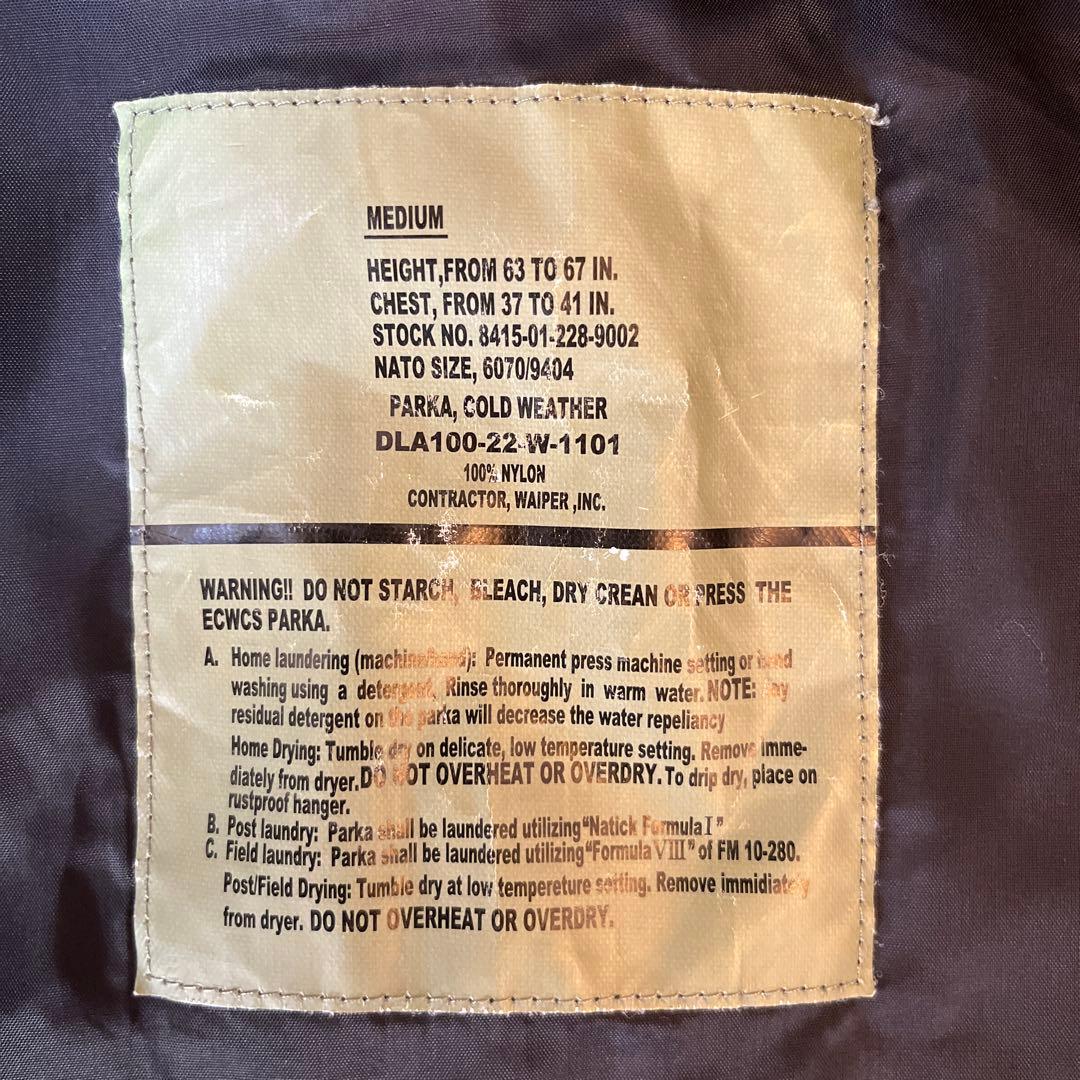 MEDIUM
HEIGHT,FROM 63 TO 67 IN.
CHEST, FROM 37 TO 41 IN.
STOCK NO. 8415-01-228-9002
NATO SIZE, 6070/9404
PARKA, COLD WEATHER
DLA100-22-W-1101
100% NYLON
CONTRACTOR, WAIPER ,INC.
WARNING!! DO NOT STARCH, BLEACH, DRY CREAN OR PRESS THE
ECWCS PARKA.
A. Home laundering (machine/hand): Permanent press machine setting or hand
washing using a detergent, Rinse thoroughly in warm water. NOTE:
residual detergent on the parka will decrease the water repeliancy
Home Drying: Tumble dry on delicate, low temperature setting. Remove imme-
diately from dryer. DO NOT OVERHEAT OR OVERDRY. To drip dry, place on
rustproof hanger.
B. Post laundry: Parka shall be laundered utilizing "Natick Formula I"
C. Field laundry: Parka shall be laundered utilizing "Formula VIII" of FM 10-280.
Post/Field Drying: Tumble dry at low tempereture setting. Remove immidiately
from dryer. DO NOT OVERHEAT OR OVERDRY.